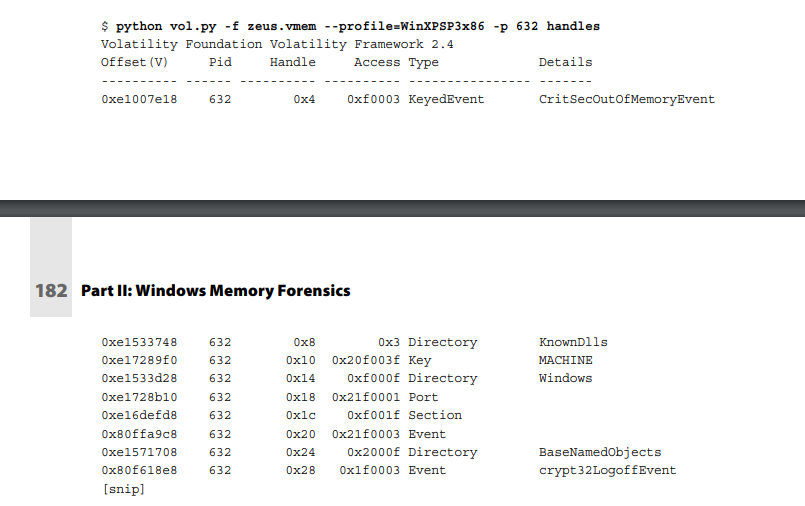 $ python vol.py -f zeus.vmem --profile=WinXPSP3x86 -p 632 handles
Volatility Foundation Volatility Framework 2.4
Offset(V) Pid Handle Access Type Details
---------- ------ ---------- ---------- ---------------- -------
0xe1007e18 632 0x4 0xf0003 KeyedEvent CritSecOutOfMemoryEvent
182 Part II: Windows Memory Forensics
0xe1533748 632 0x8 0x3 Directory KnownDlls
0xe17289f0 632 0x10 0x20f003f Key MACHINE
0xe1533d28 632 0x14 0xf000f Directory Windows
0xe1728b10 632 0x18 0x21f0001 Port
0xe16defd8 632 0x1c 0xf001f Section
0x80ffa9c8 632 0x20 0x21f0003 Event
0xe1571708 632 0x24 0x2000f Directory BaseNamedObjects
0x80f618e8 632 0x28 0x1f0003 Event crypt32LogoffEvent
[snip]